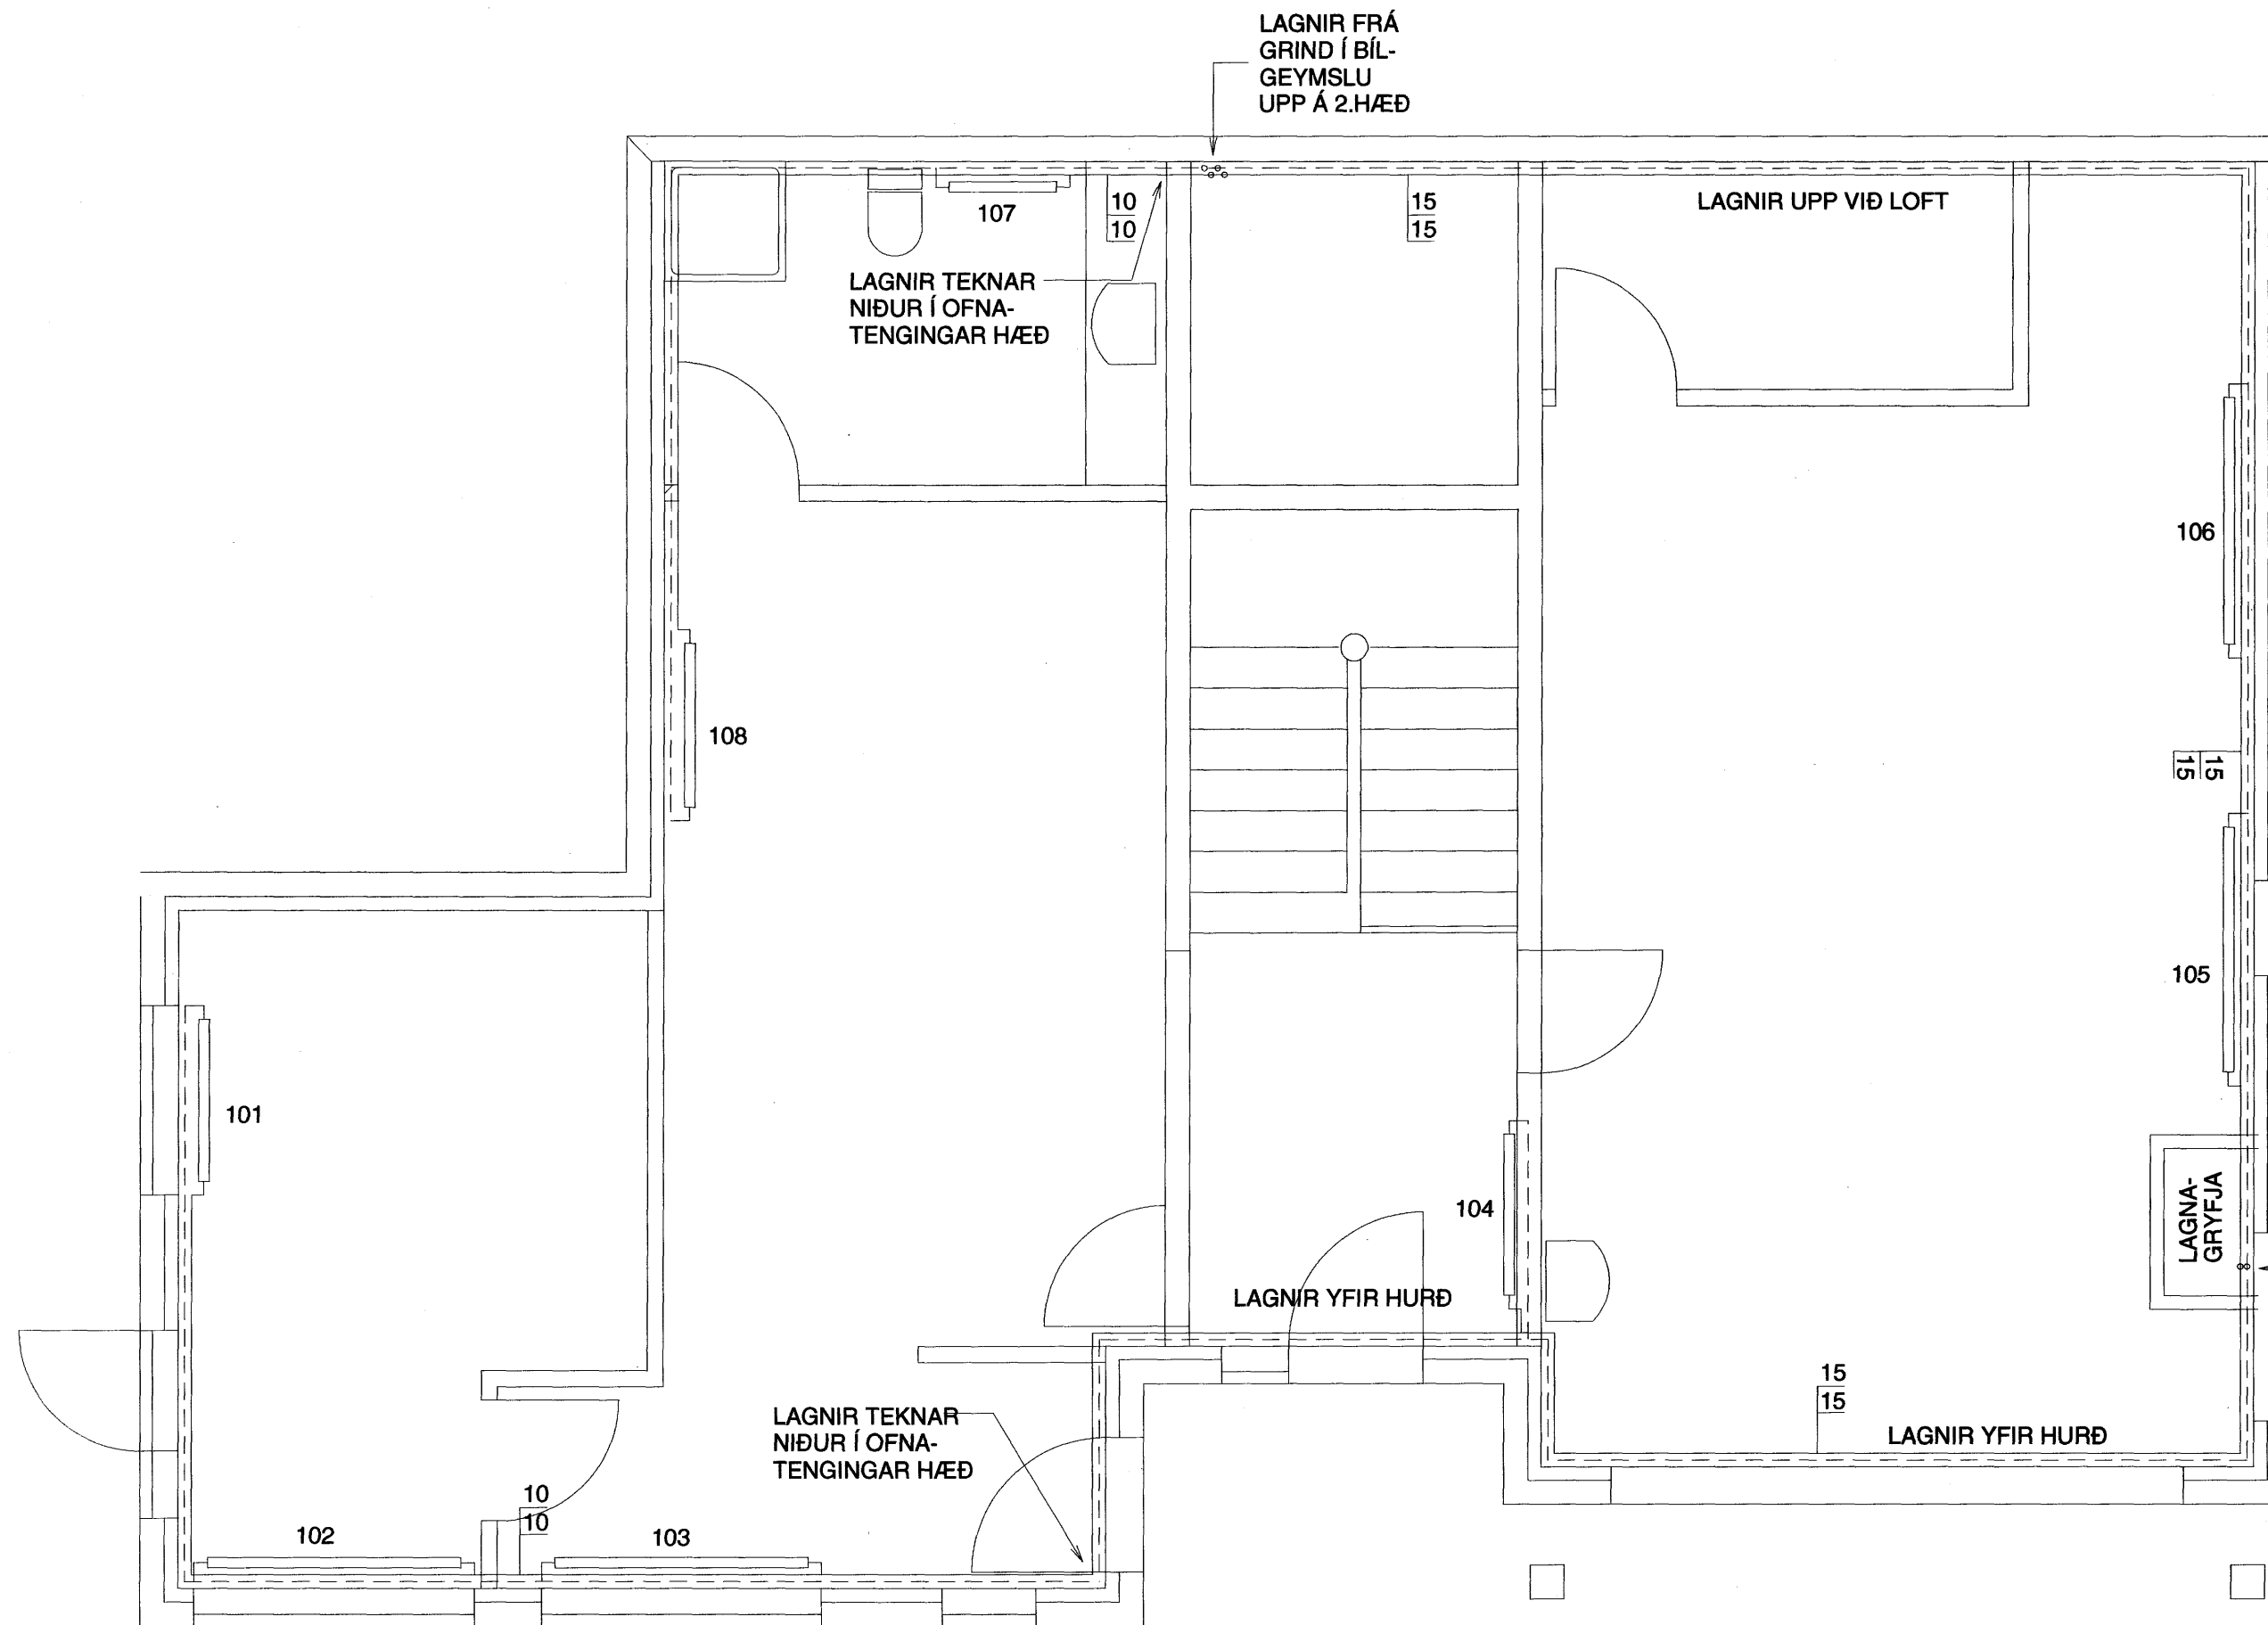 LAGNIR FRÁ
GRIND Í BÍL-
GEYMSLU
UPP Á 2.HÆÐ
107
10
10
15
15
LAGNIR UPP VIÐ LOFT
LAGNIR TEKNAR
NIÐUR Í OFNA-
TENGINGAR HÆÐ
106
108
15
15
105
101
104
LAGNA-
GRYFJA
LAGNIR YFIR HURÐ
15
15
LAGNIR YFIR HURÐ
LAGNIR TEKNAR
NIÐUR Í OFNA-
TENGINGAR HÆÐ
10
10
102
103